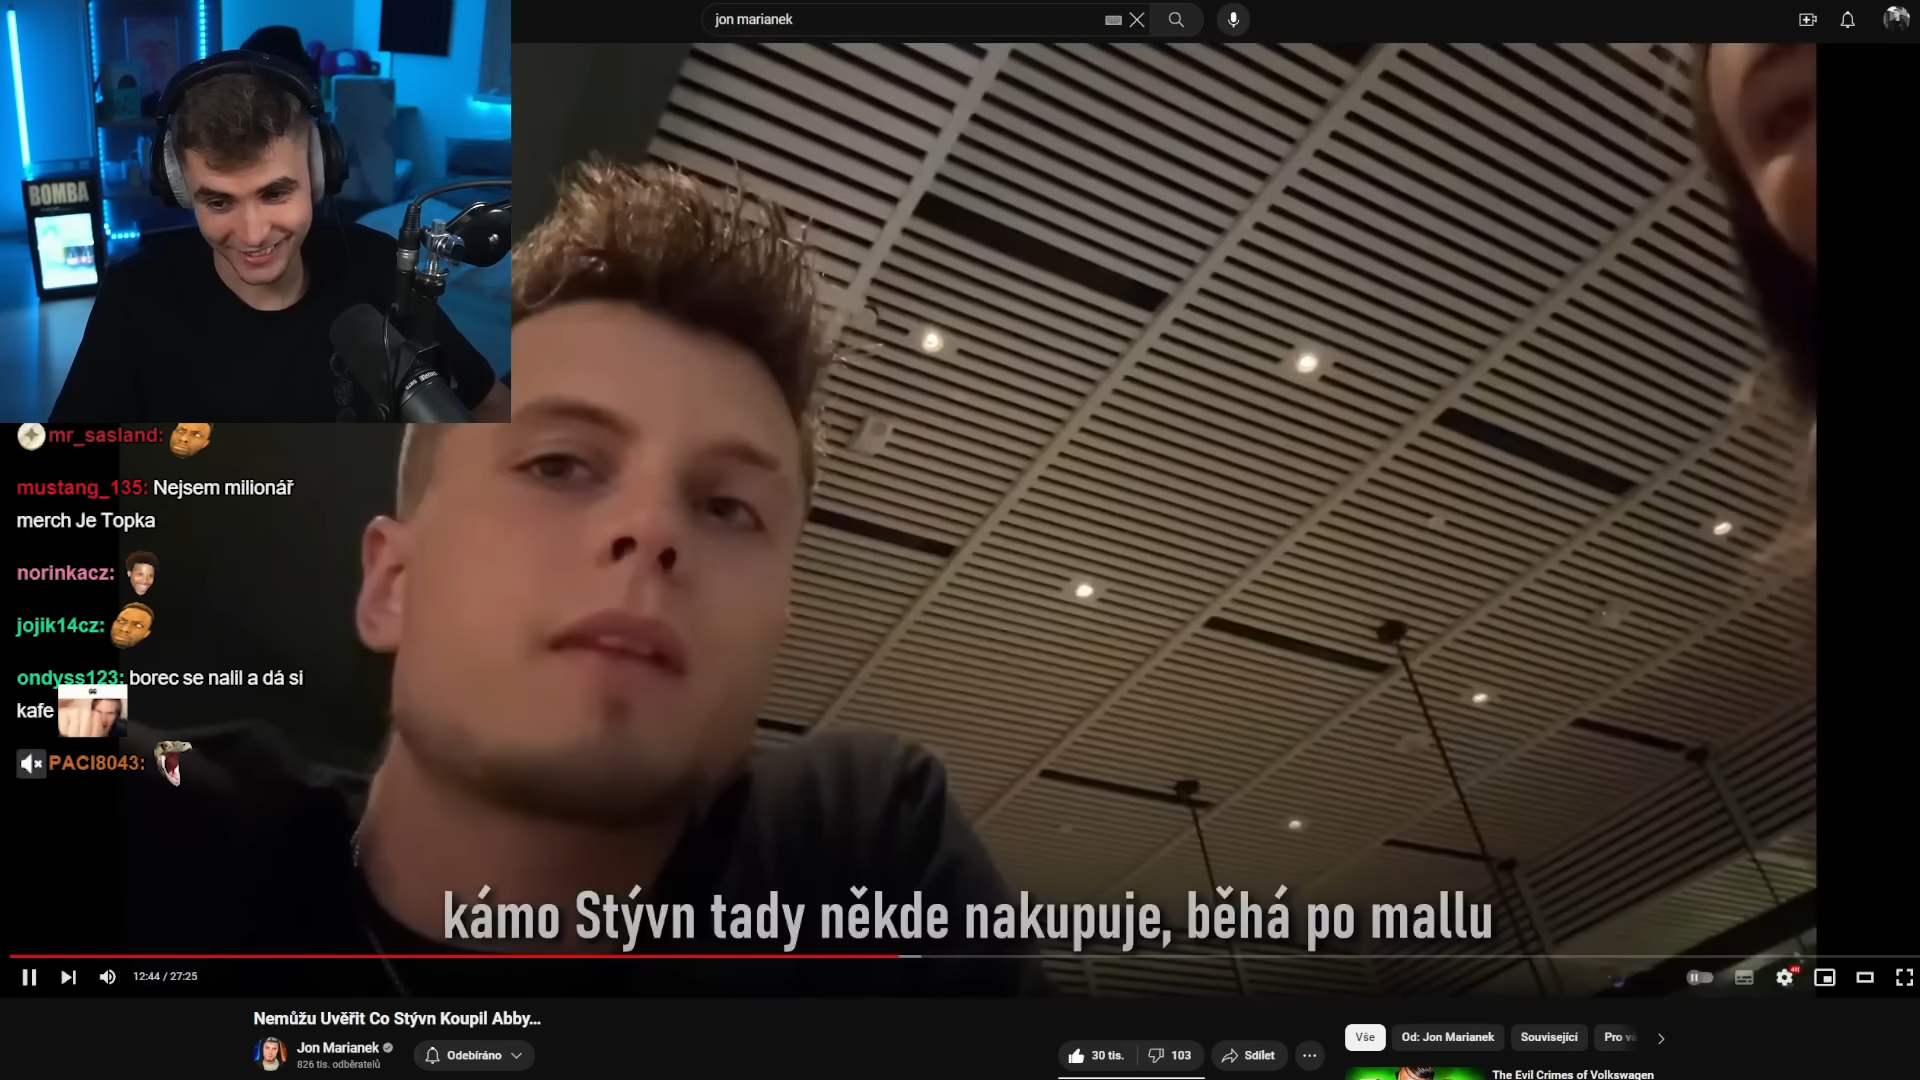 jon marianek
BOMBA
mr_sasland:
mustang_135: Nejsem milionář
merch Je Topka
norinkacz:
jojik14cz:
ondyss123: borec se nalil a dá si
kafe
PACI8043:
kámo Stývn tady někde nakupuje, běhá po mallu
12:44 / 27:25
Nemůžu Uvěřit Co Stývn Koupil Abby...
Jon Marianek
826 tis. odběratelů
Odebíráno
30 tis.
103
Sdílet
Vše
Od: Jon Marianek
Související
Pro
The Evil Crimes of Volkswagen